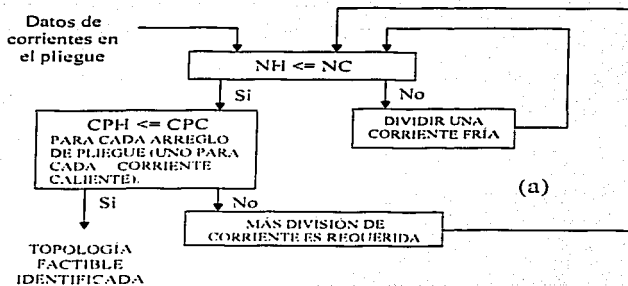 Datos de
corrientes en
el pliegue
NH <= NC
Si
No
CPH <= CPC
PARA CADA ARREGLO
DE PLIEGUE (UNO PARA
CADA CORRIENTE
CALIENTE).
DIVIDIR UNA
CORRIENTE FRÍA
(a)
Si
No
MÁS DIVISIÓN DE
CORRIENTE ES REQUERIDA
TOPOLOGÍA
FACTIBLE
IDENTIFICADA